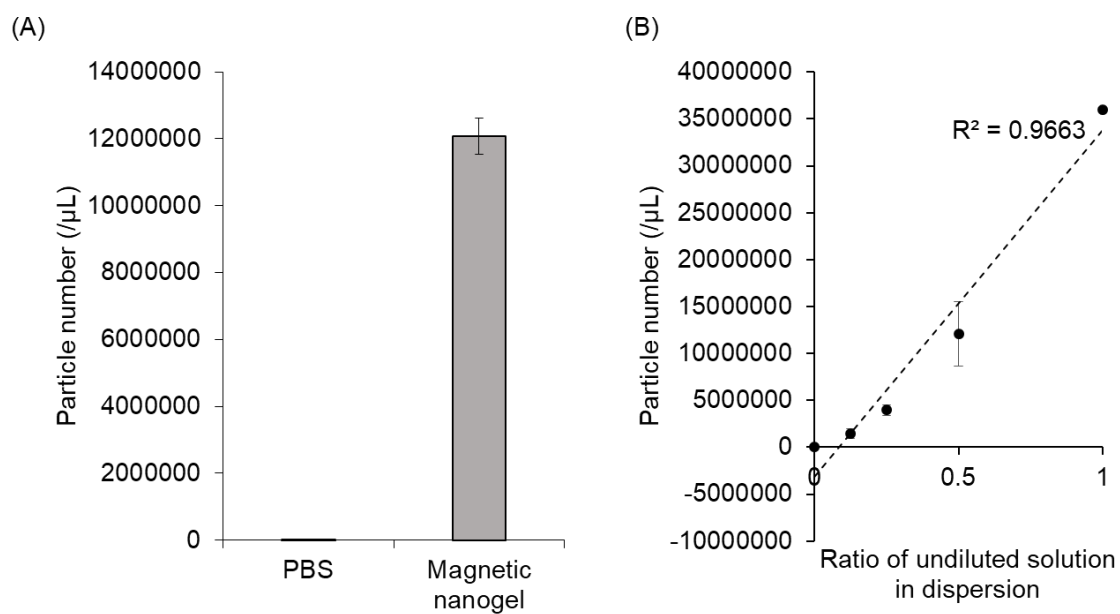 (A)
Particle number (/μL)
14000000
12000000
10000000
8000000
6000000
4000000
2000000
0
PBS
Magnetic
nanogel
(B)
Particle number (/μL)
40000000
35000000
30000000
25000000
20000000
15000000
10000000
5000000
0
-5000000
-10000000
R² = 0.9663
0
0.5
1
Ratio of undiluted solution
in dispersion